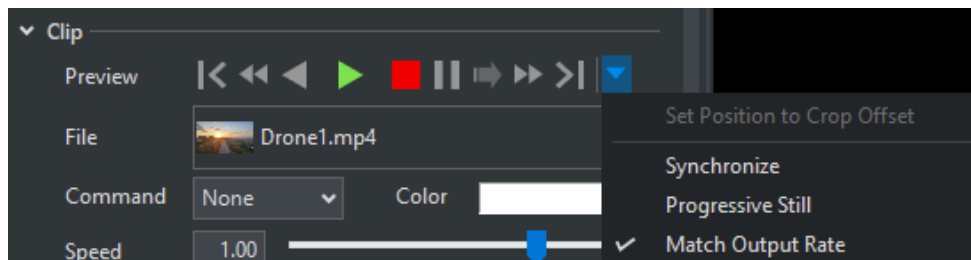 Clip
Preview
File
Drone1.mp4
Command
None
Color
Speed
1.00
Set Position to Crop Offset
Synchronize
Progressive Still
Match Output Rate